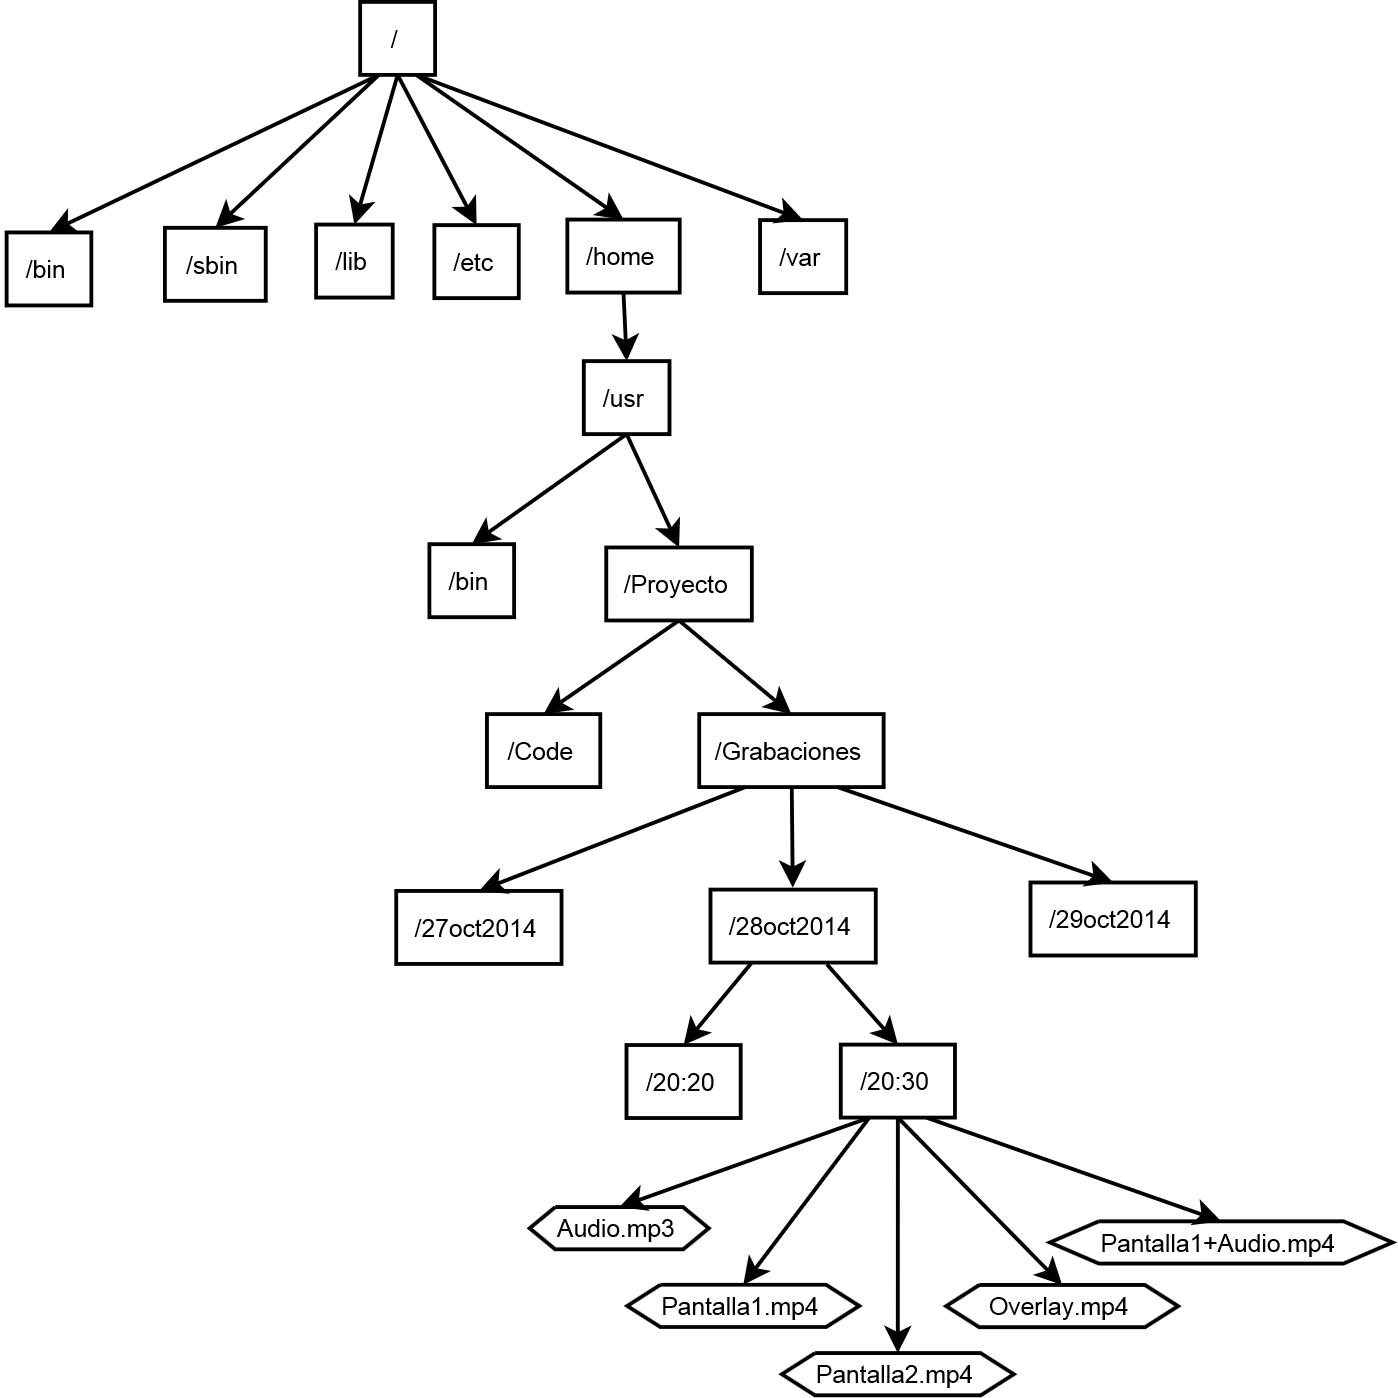 /
/bin
/sbin
/lib
/etc
/home
/var
/usr
/bin
/Proyecto
/Code
/Grabaciones
/27oct2014
/28oct2014
/29oct2014
/20:20
/20:30
Audio.mp3
Pantalla1+Audio.mp4
Pantalla1.mp4
Overlay.mp4
Pantalla2.mp4